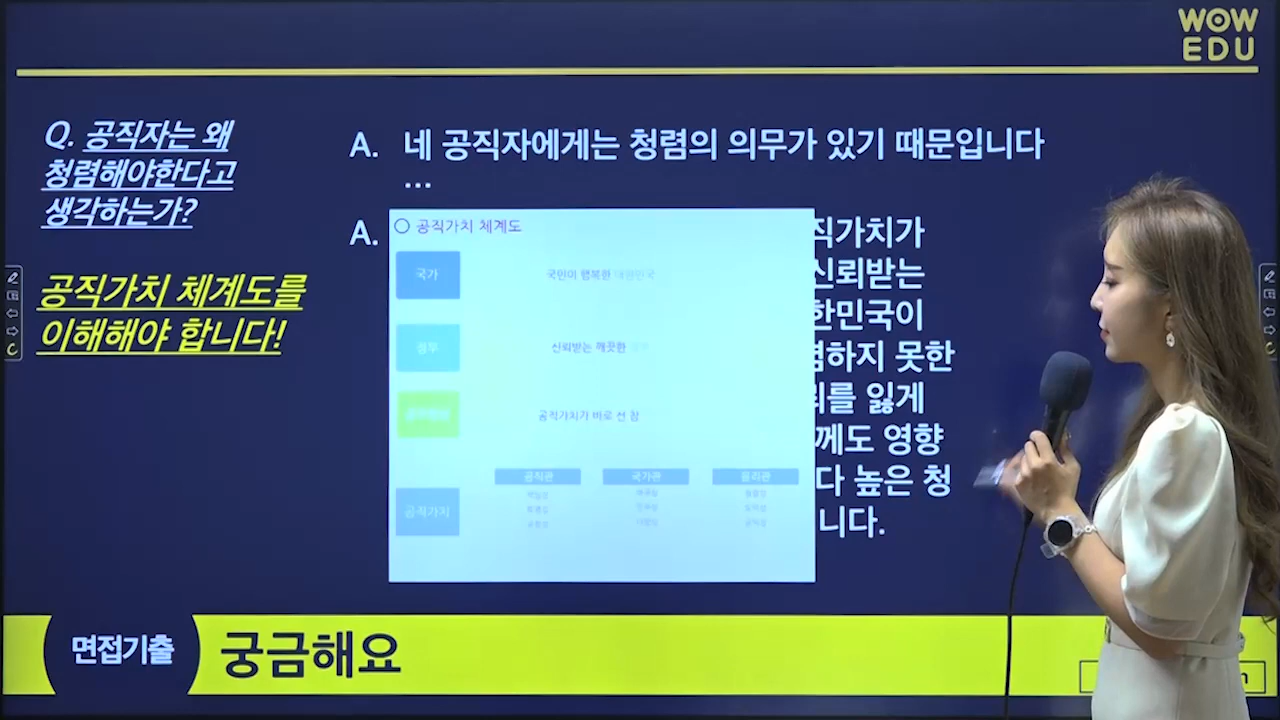 WOW
EDU
Q. 공직자는 왜
청렴해야한다고
생각하는가?
공직가치 체계도를
이해해야 합니다!
A. 네 공직자에게는 청렴의 의무가 있기 때문입니다
...
A.
직가치가
신뢰받는
한민국이
렴하지 못한
뢰를 잃게
께도 영향
다 높은 청
니다.
○ 공직가치 체계도
국가
국민이 행복한 대한민국
정부
신뢰받는 깨끗한
공직가치가 바로 선 참
공직가치
공직관 국가관 윤리관
면접기출
궁금해요